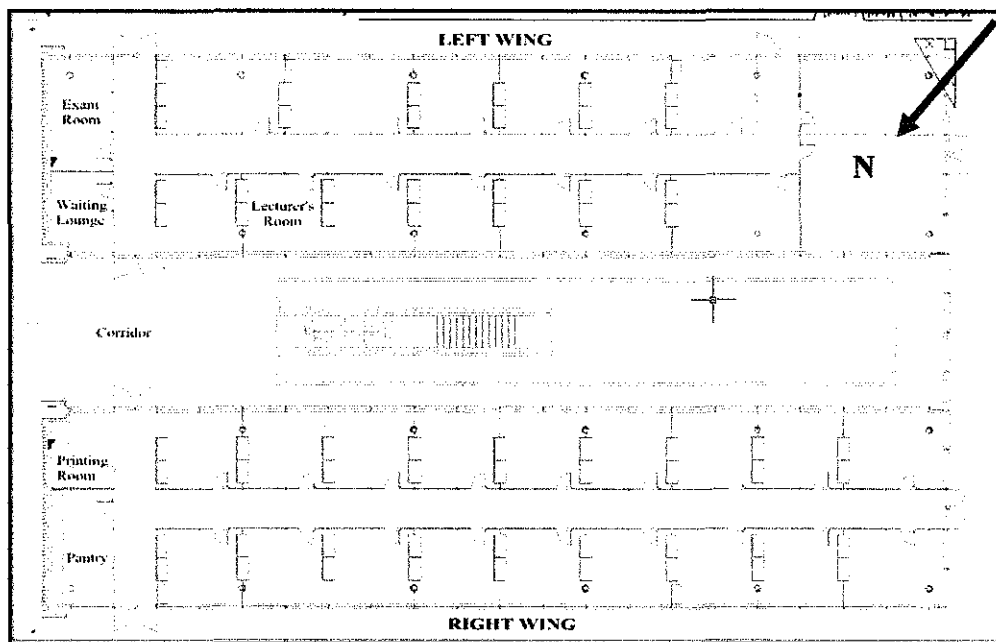 LEFT WING
Exam
Room
N
Waiting
Lounge
Lecturer's
Room
Corridor
Printing
Room
Pantry
RIGHT WING